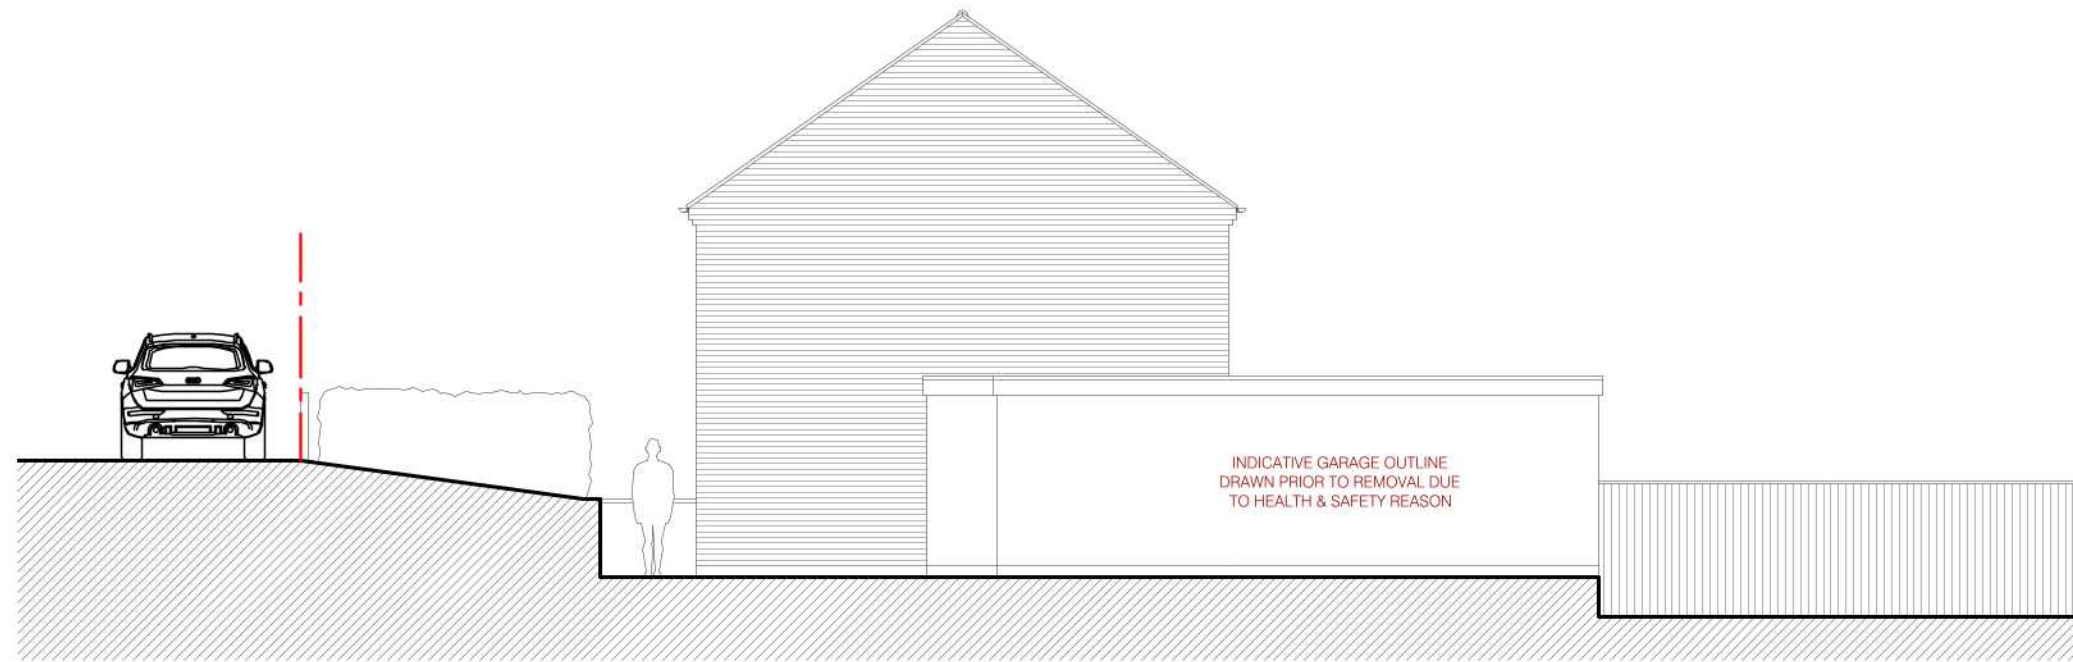 INDICATIVE GARAGE OUTLINE
DRAWN PRIOR TO REMOVAL DUE
TO HEALTH & SAFETY REASON